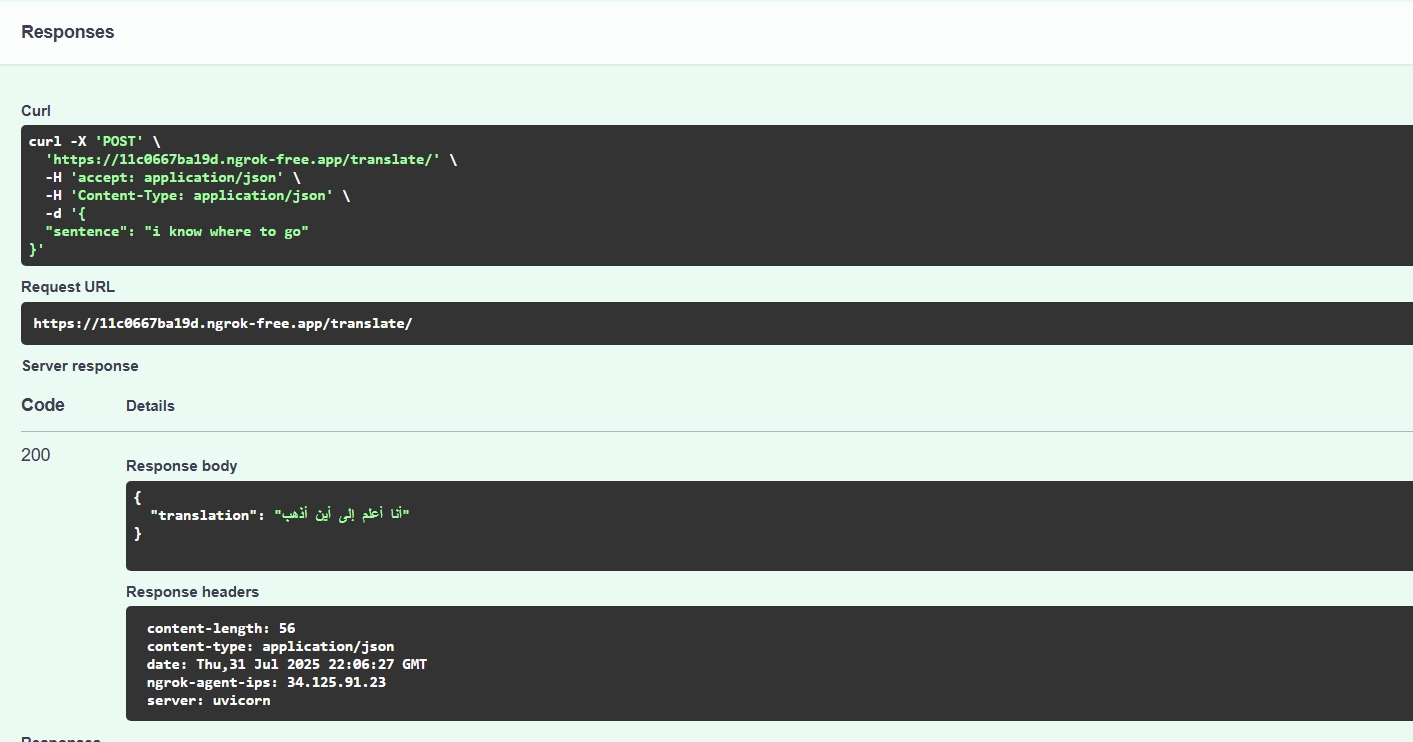 Responses
Curl
curl -X 'POST' \
'https://11c0667ba19d.ngrok-free.app/translate/' \
-H 'accept: application/json' \
-H 'Content-Type: application/json' \
-d '{
"sentence": "i know where to go"
}'
Request URL
https://11c0667ba19d.ngrok-free.app/translate/
Server response
Code Details
200
Response body
{
"translation": "أنا أعلم إلى أين أذهب"
}
Response headers
content-length: 56
content-type: application/json
date: Thu,31 Jul 2025 22:06:27 GMT
ngrok-agent-ips: 34.125.91.23
server: uvicorn
Responses